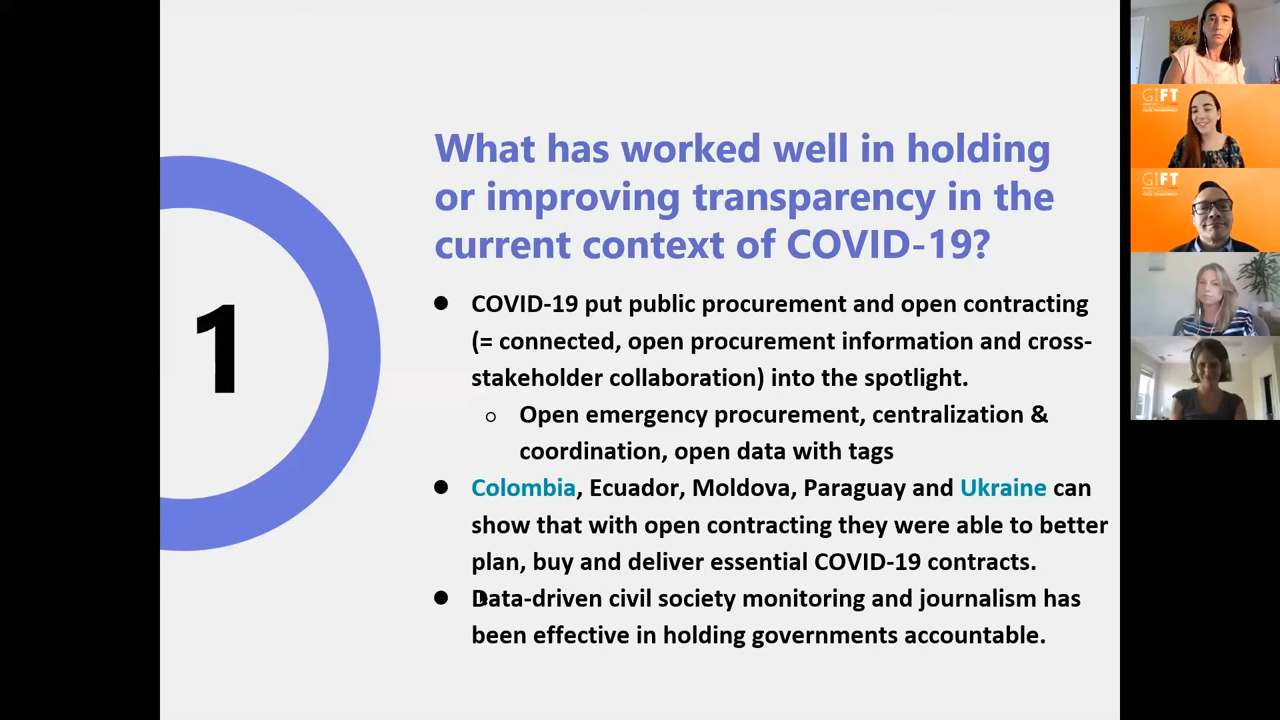 1
What has worked well in holding
or improving transparency in the
current context of COVID-19?
● COVID-19 put public procurement and open contracting
(= connected, open procurement information and cross-
stakeholder collaboration) into the spotlight.
○ Open emergency procurement, centralization &
coordination, open data with tags
● Colombia, Ecuador, Moldova, Paraguay and Ukraine can
show that with open contracting they were able to better
plan, buy and deliver essential COVID-19 contracts.
● Data-driven civil society monitoring and journalism has
been effective in holding governments accountable.
GIFT
GIFT